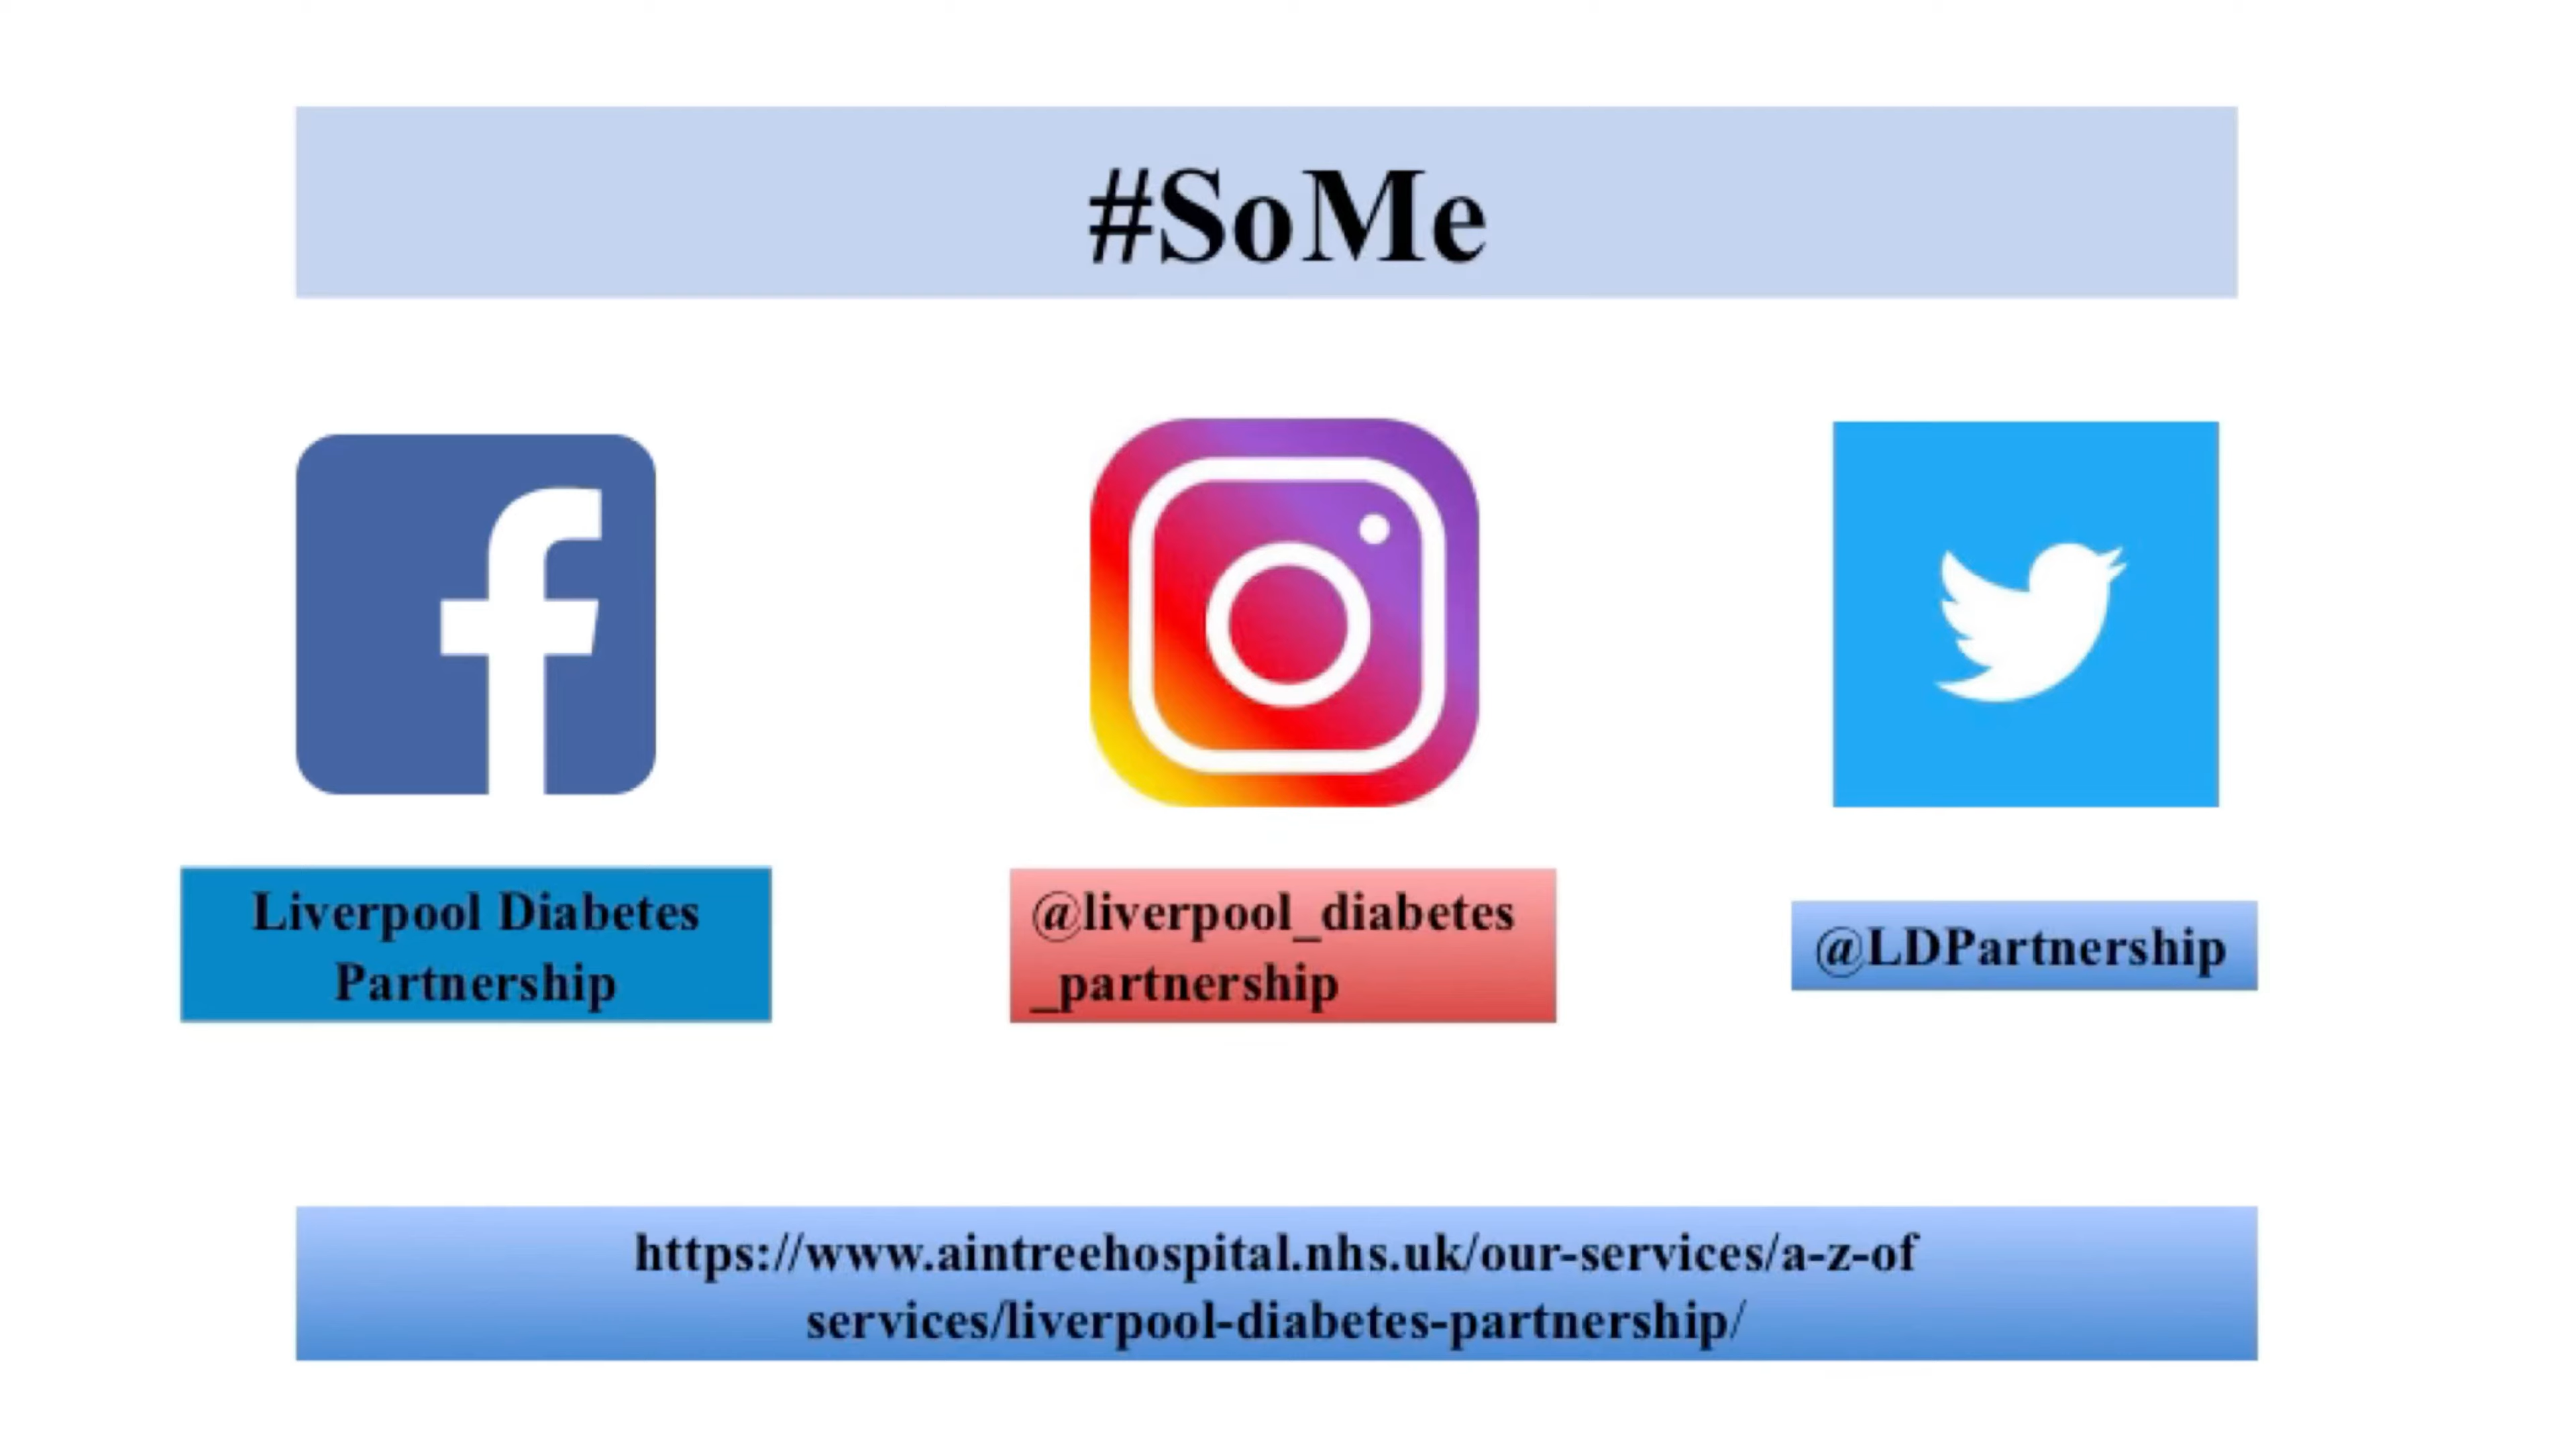 #SoMe
Liverpool Diabetes
Partnership
@liverpool_diabetes
_partnership
@LDPartnership
https://www.aintreehospital.nhs.uk/our-services/a-z-of
services/liverpool-diabetes-partnership/